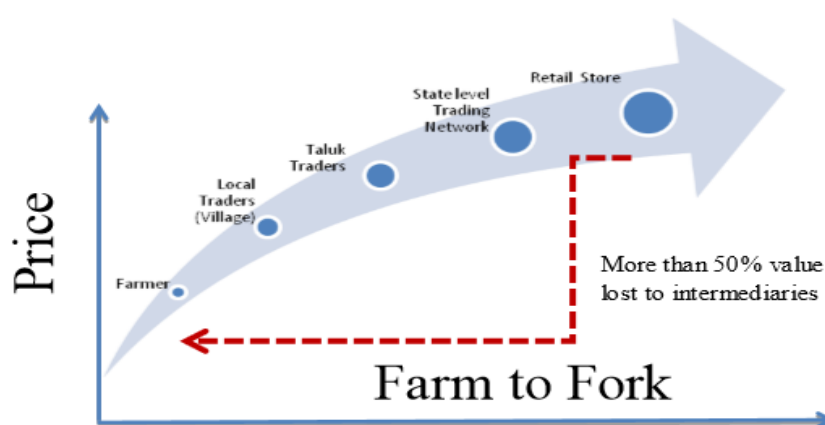 Retail Store
State level
Trading
Network
Taluk
Traders
Local
Traders
(Village)
Farmer
Price
More than 50% value
lost to intermediaries
Farm to Fork